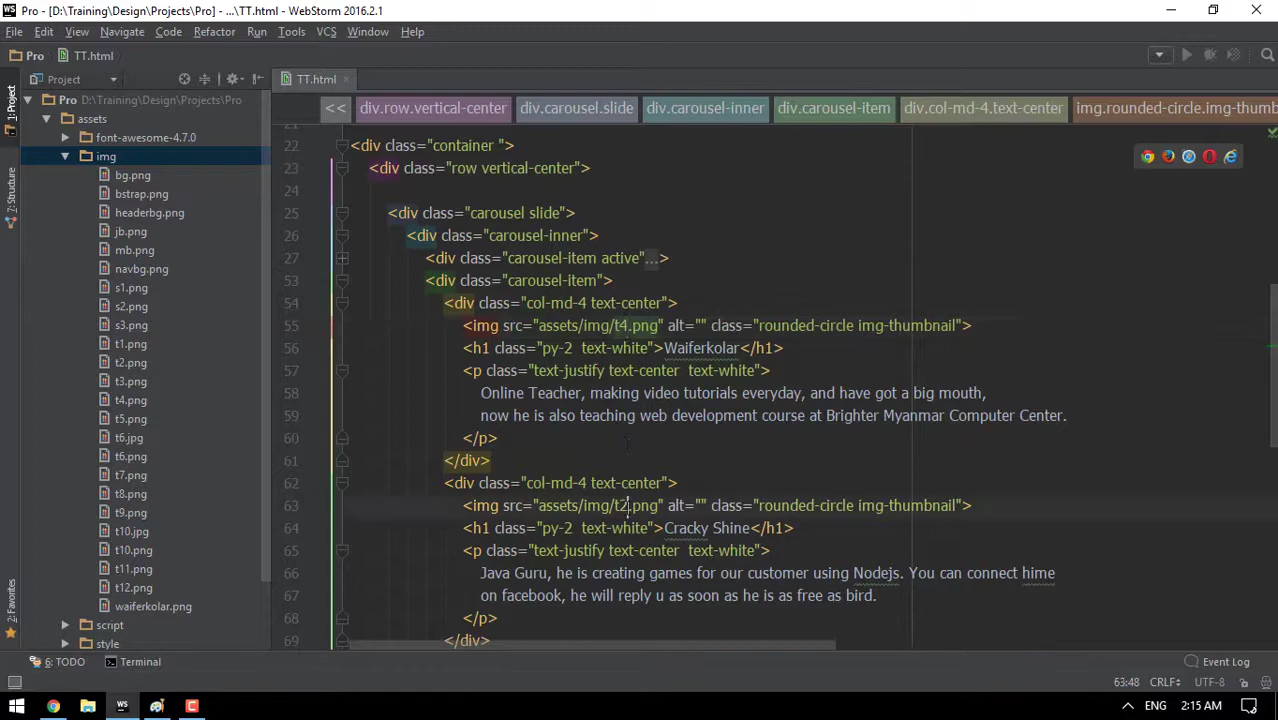 Pro - [D:\Training\Design\Projects\Pro] - ...\TT.html - WebStorm 2016.2.1
File Edit View Navigate Code Refactor Run Tools VCS Window Help
Pro TT.html
Project
TT.html
<< div.row.vertical-center div.carousel.slide div.carousel-inner div.carousel-item div.col-md-4.text-center img.rounded-circle.img-thumb
1: Project
7: Structure
2: Favorites
Pro D:\Training\Design\Projects\Pro
assets
font-awesome-4.7.0
img
bg.png
bstrap.png
headerbg.png
jb.png
mb.png
navbg.png
s1.png
s2.png
s3.png
t1.png
t2.png
t3.png
t4.png
t5.png
t6.jpg
t6.png
t7.png
t8.png
t9.png
t10.jpg
t10.png
t11.png
t12.png
waiferkolar.png
script
style
21
22 <div class="container ">
23 <div class="row vertical-center">
24
25 <div class="carousel slide">
26 <div class="carousel-inner">
27 <div class="carousel-item active"...>
53 <div class="carousel-item">
54 <div class="col-md-4 text-center">
55 <img src="assets/img/t4.png" alt="" class="rounded-circle img-thumbnail">
56 <h1 class="py-2  text-white">Waiferkolar</h1>
57 <p class="text-justify text-center  text-white">
58 Online Teacher, making video tutorials everyday, and have got a big mouth,
59 now he is also teaching web development course at Brighter Myanmar Computer Center.
60 </p>
61 </div>
62 <div class="col-md-4 text-center">
63 <img src="assets/img/t2.png" alt="" class="rounded-circle img-thumbnail">
64 <h1 class="py-2  text-white">Cracky Shine</h1>
65 <p class="text-justify text-center  text-white">
66 Java Guru, he is creating games for our customer using Nodejs. You can connect hime
67 on facebook, he will reply u as soon as he is as free as bird.
68 </p>
69 </div>
6: TODO Terminal Event Log
63:48 CRLF UTF-8
ENG 2:15 AM